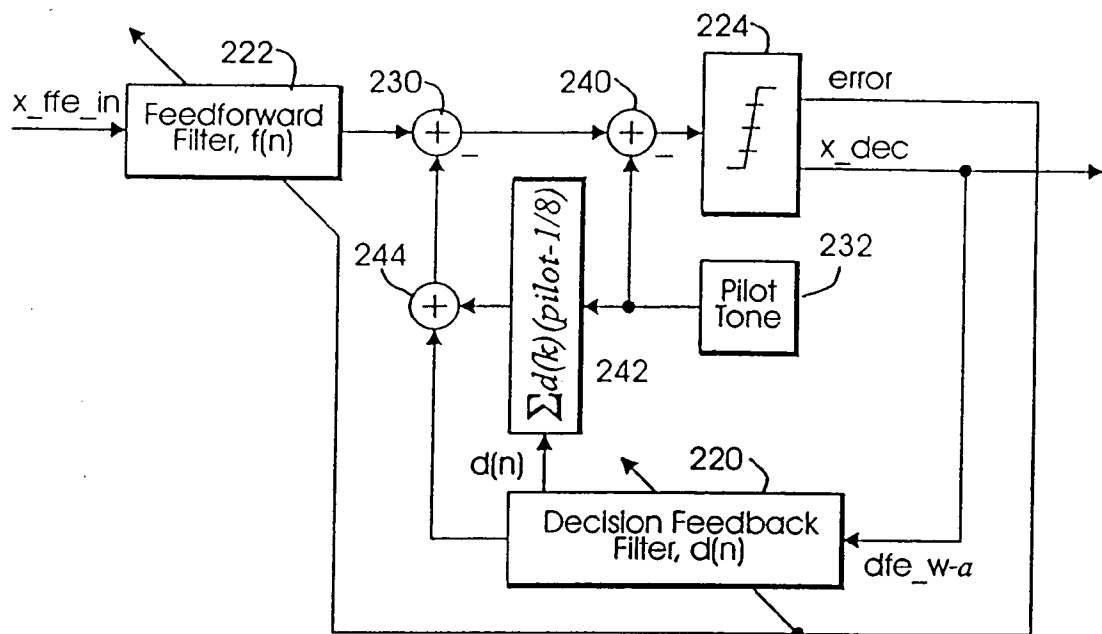 224
222
230
240
error
x_ffe_in
Feedforward
Filter, f(n)
+
−
+
−
x_dec
244
+
∑d(k)(pilot-1/8)
Pilot
Tone
232
242
d(n)
220
Decision Feedback
Filter, d(n)
dfe_w-a